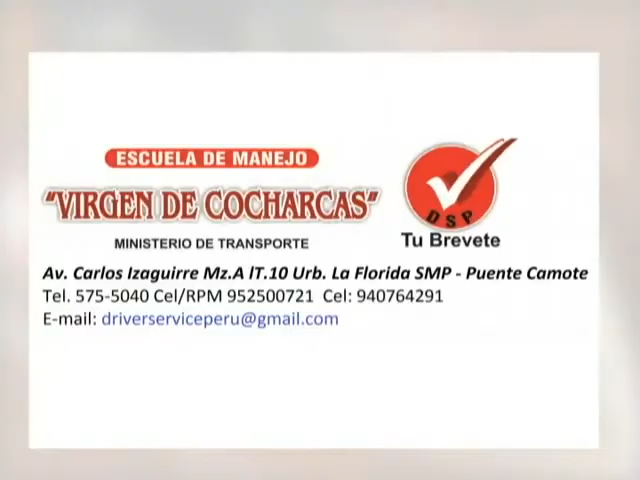 ESCUELA DE MANEJO
"VIRGEN DE COCHARCAS"
MINISTERIO DE TRANSPORTE
DSP
Tu Brevete
Av. Carlos Izaguirre Mz.A lT.10 Urb. La Florida SMP - Puente Camote
Tel. 575-5040 Cel/RPM 952500721 Cel: 940764291
E-mail: driverserviceperu@gmail.com